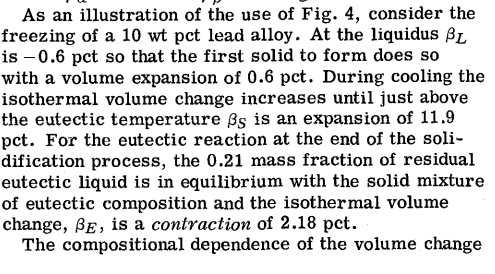 As an illustration of the use of Fig. 4, consider the
freezing of a 10 wt pct lead alloy. At the liquidus βL
is −0.6 pct so that the first solid to form does so
with a volume expansion of 0.6 pct. During cooling the
isothermal volume change increases until just above
the eutectic temperature βS is an expansion of 11.9
pct. For the eutectic reaction at the end of the soli-
dification process, the 0.21 mass fraction of residual
eutectic liquid is in equilibrium with the solid mixture
of eutectic composition and the isothermal volume
change, βE, is a contraction of 2.18 pct.
The compositional dependence of the volume change